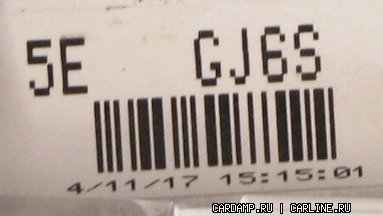 5E GJ6S
4/11/17 15:15:01
CARDAMP.RU | CARLINE.RU